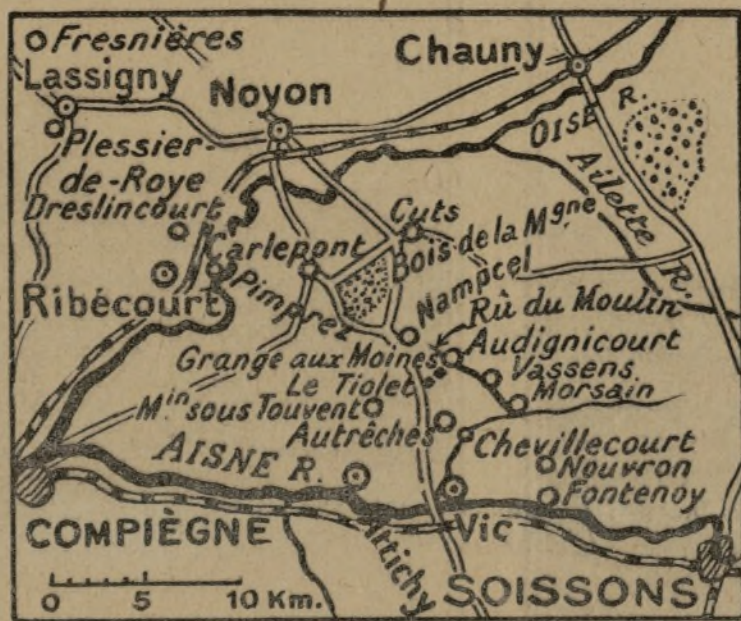 Fresnières
Lassigny
Chauny
Noyon
Plessier-
de-Roye
OISE R.
Ailette R.
Dreslincourt
Cuts
Carlepont
Bois de la Mgne
Ribécourt
Pimprez
Nampcel
Rû du Moulin
Grange aux Moines
Audignicourt
Le Tiolet
Vassens
Min sous Touvent
Morsain
Autrêches
AISNE R.
Chevillecourt
Nouvron
Fontenoy
COMPIÈGNE
Attichy
Vic
SOISSONS
0 5 10 Km.